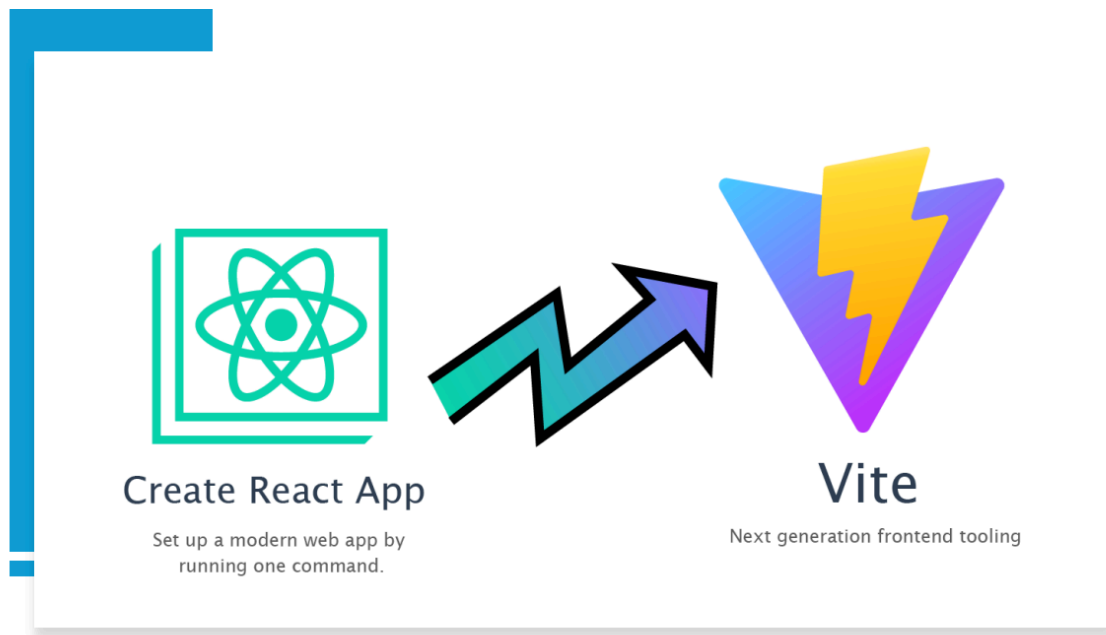 Create React App
Set up a modern web app by
running one command.
Vite
Next generation frontend tooling